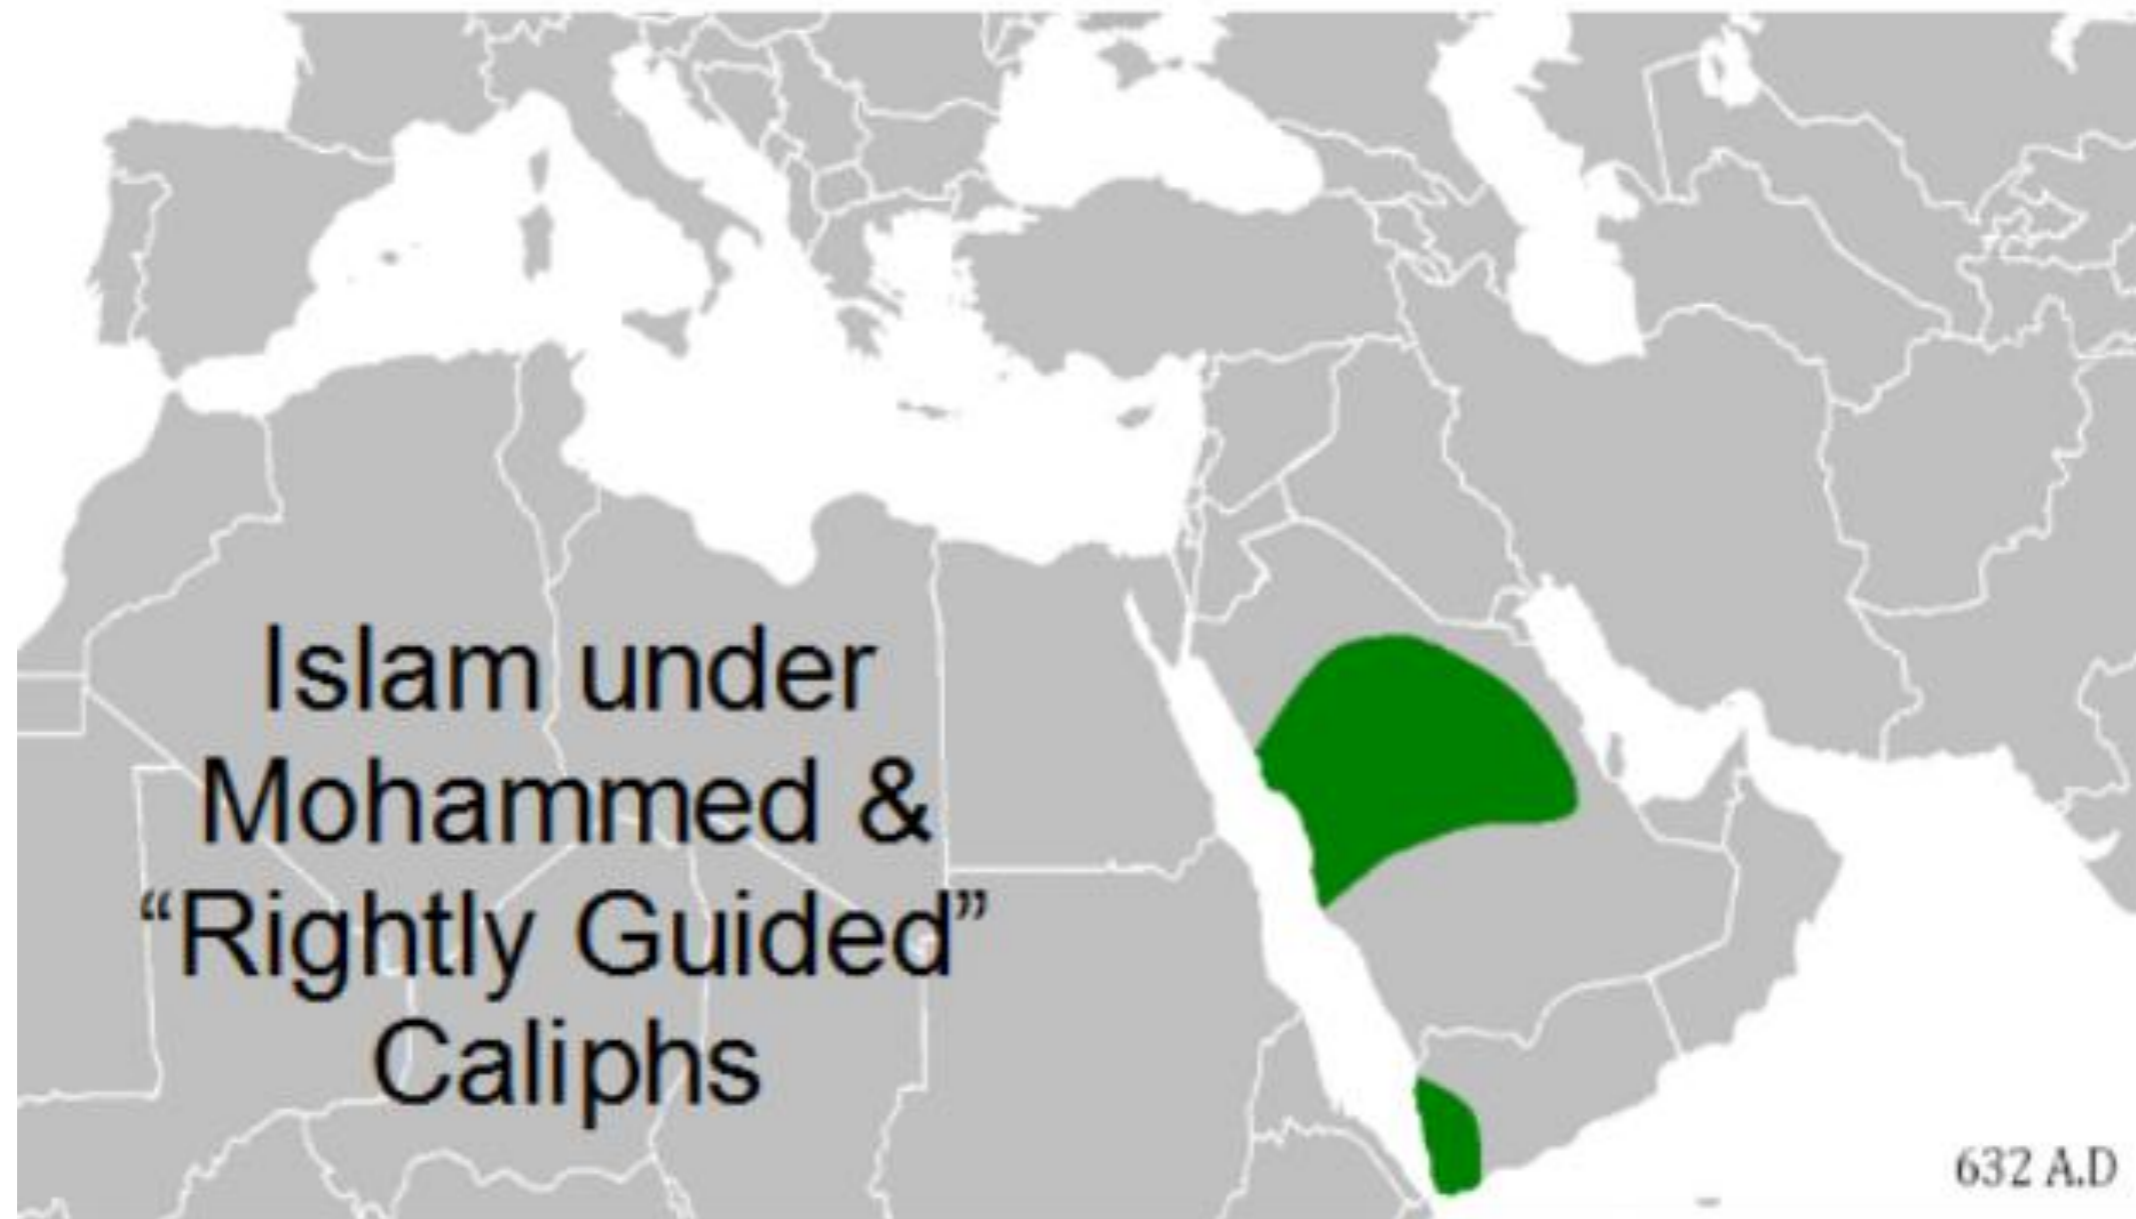 Islam under
Mohammed &
“Rightly Guided”
Caliphs
632 A.D